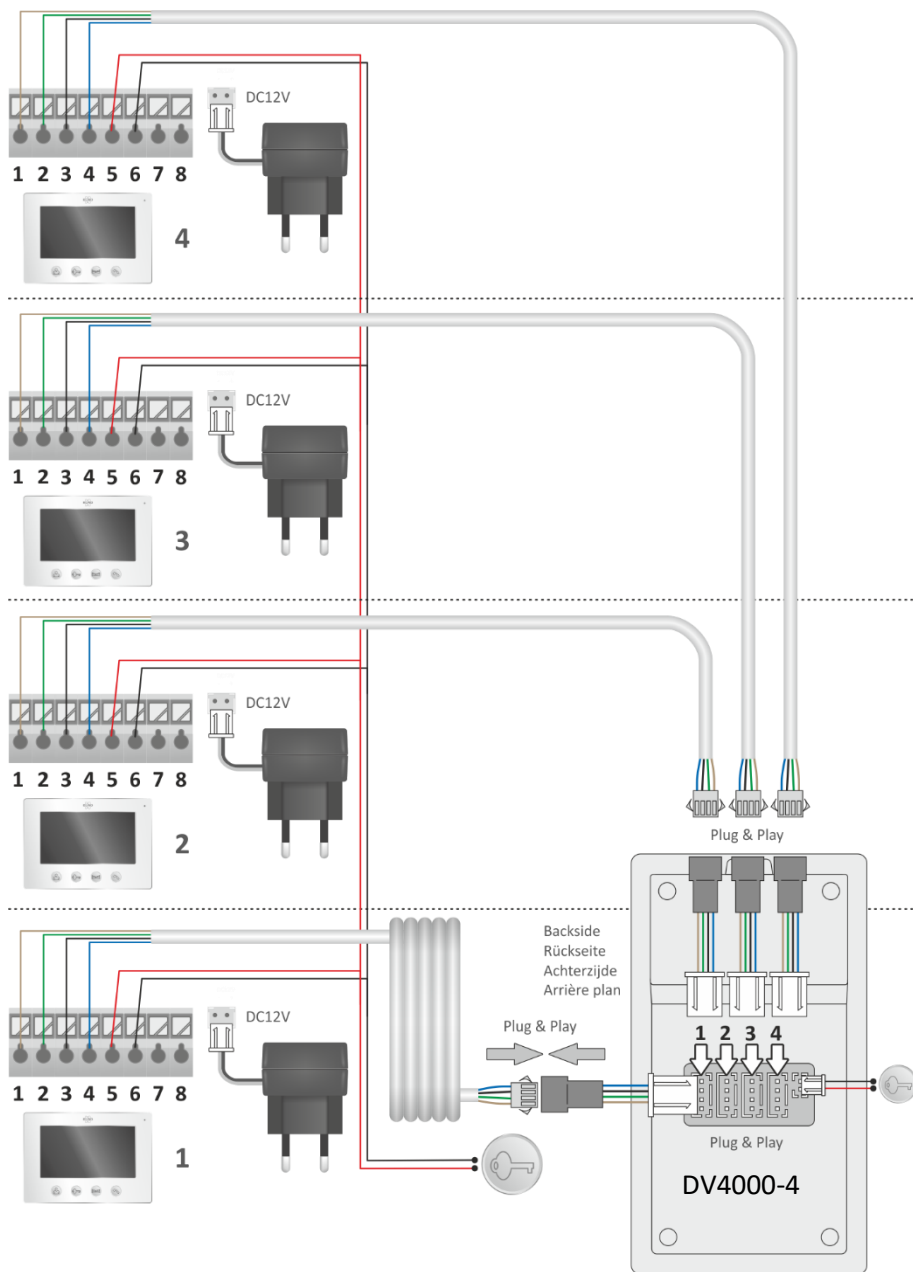 DC12V
1 2 3 4 5 6 7 8
4
DC12V
1 2 3 4 5 6 7 8
3
DC12V
1 2 3 4 5 6 7 8
2
Plug & Play
Backside
Rückseite
Achterzijde
Arrière plan
Plug & Play
DC12V
1 2 3 4 5 6 7 8
1
1 2 3 4
Plug & Play
DV4000-4